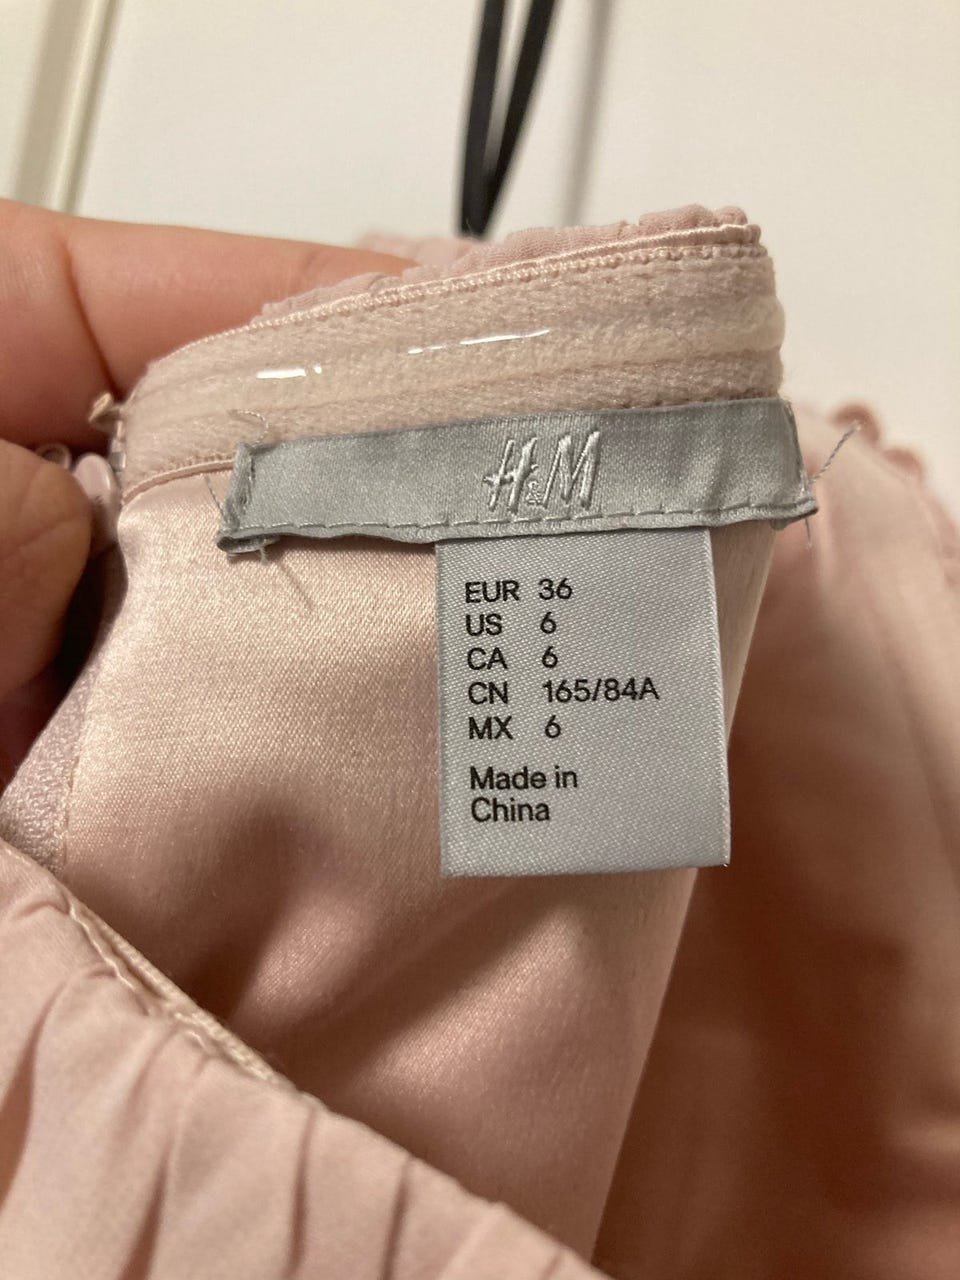 H&M
EUR 36
US 6
CA 6
CN 165/84A
MX 6
Made in
China